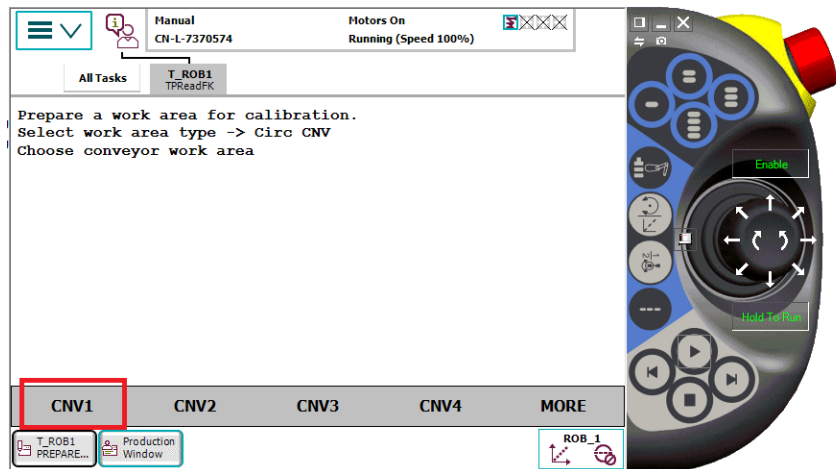 Manual
CN-L-7370574
Motors On
Running (Speed 100%)
All Tasks
T_ROB1
TPReadFK
Prepare a work area for calibration.
Select work area type -> Circ CNV
Choose conveyor work area
Enable
Hold To Run
CNV1 CNV2 CNV3 CNV4 MORE
T_ROB1
PREPARE...
Production
Window
ROB_1